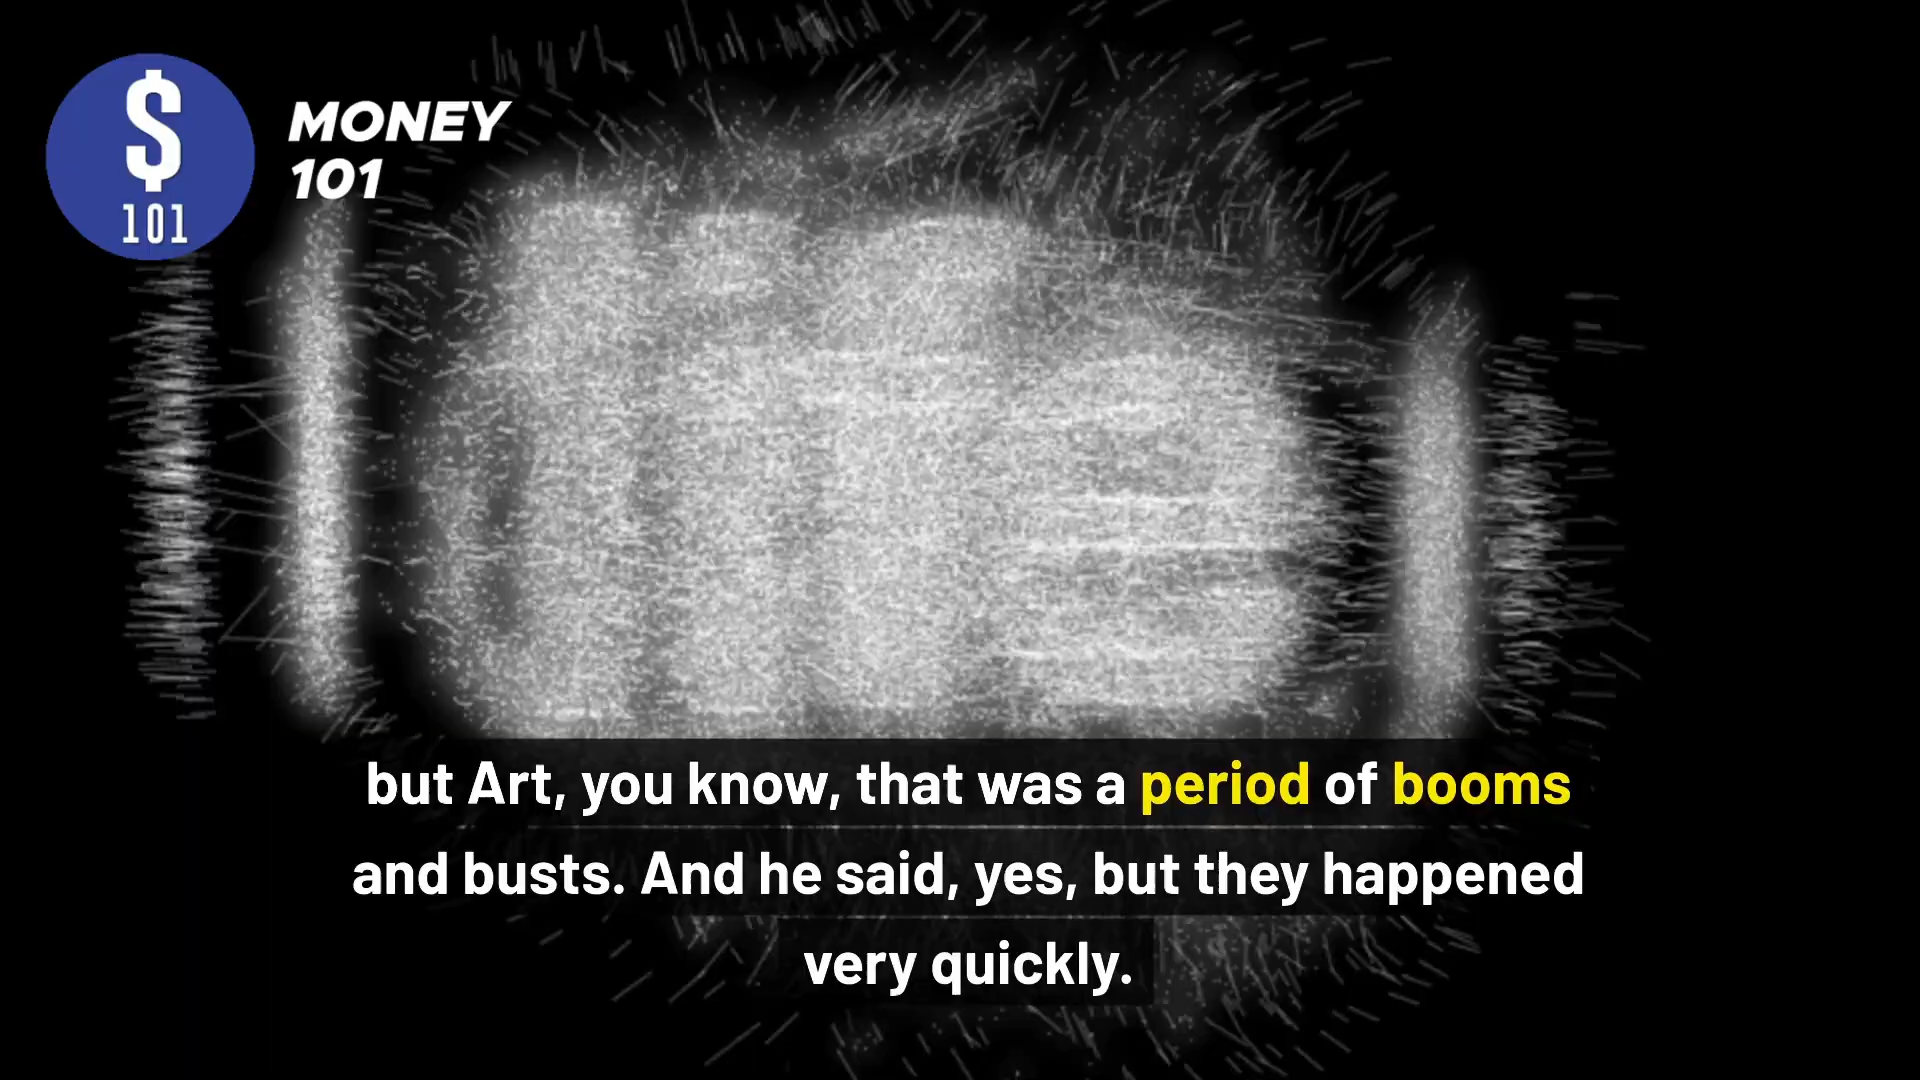 $
101
MONEY
101
but Art, you know, that was a period of booms
and busts. And he said, yes, but they happened
very quickly.